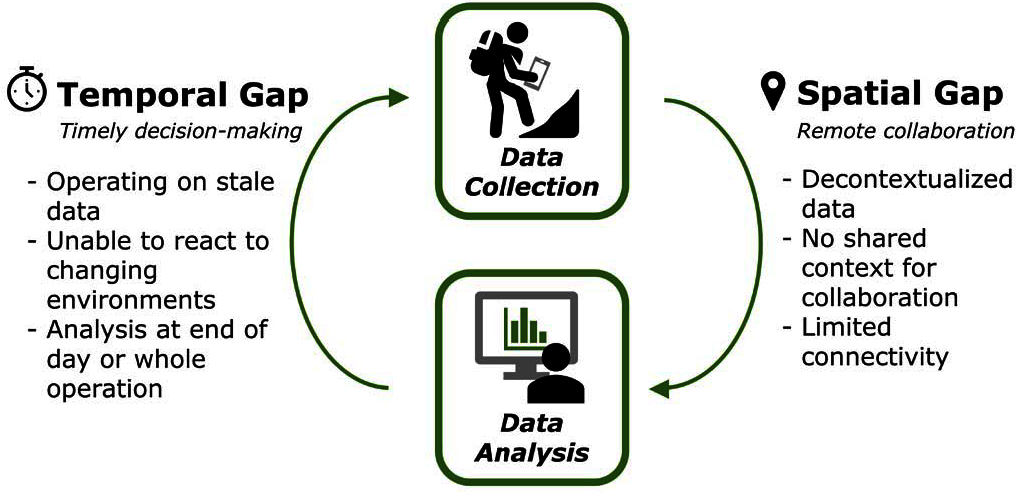 Temporal Gap
Timely decision-making
- Operating on stale
data
- Unable to react to
changing
environments
- Analysis at end of
day or whole
operation
Data
Collection
Data
Analysis
Spatial Gap
Remote collaboration
- Decontextualized
data
- No shared
context for
collaboration
- Limited
connectivity